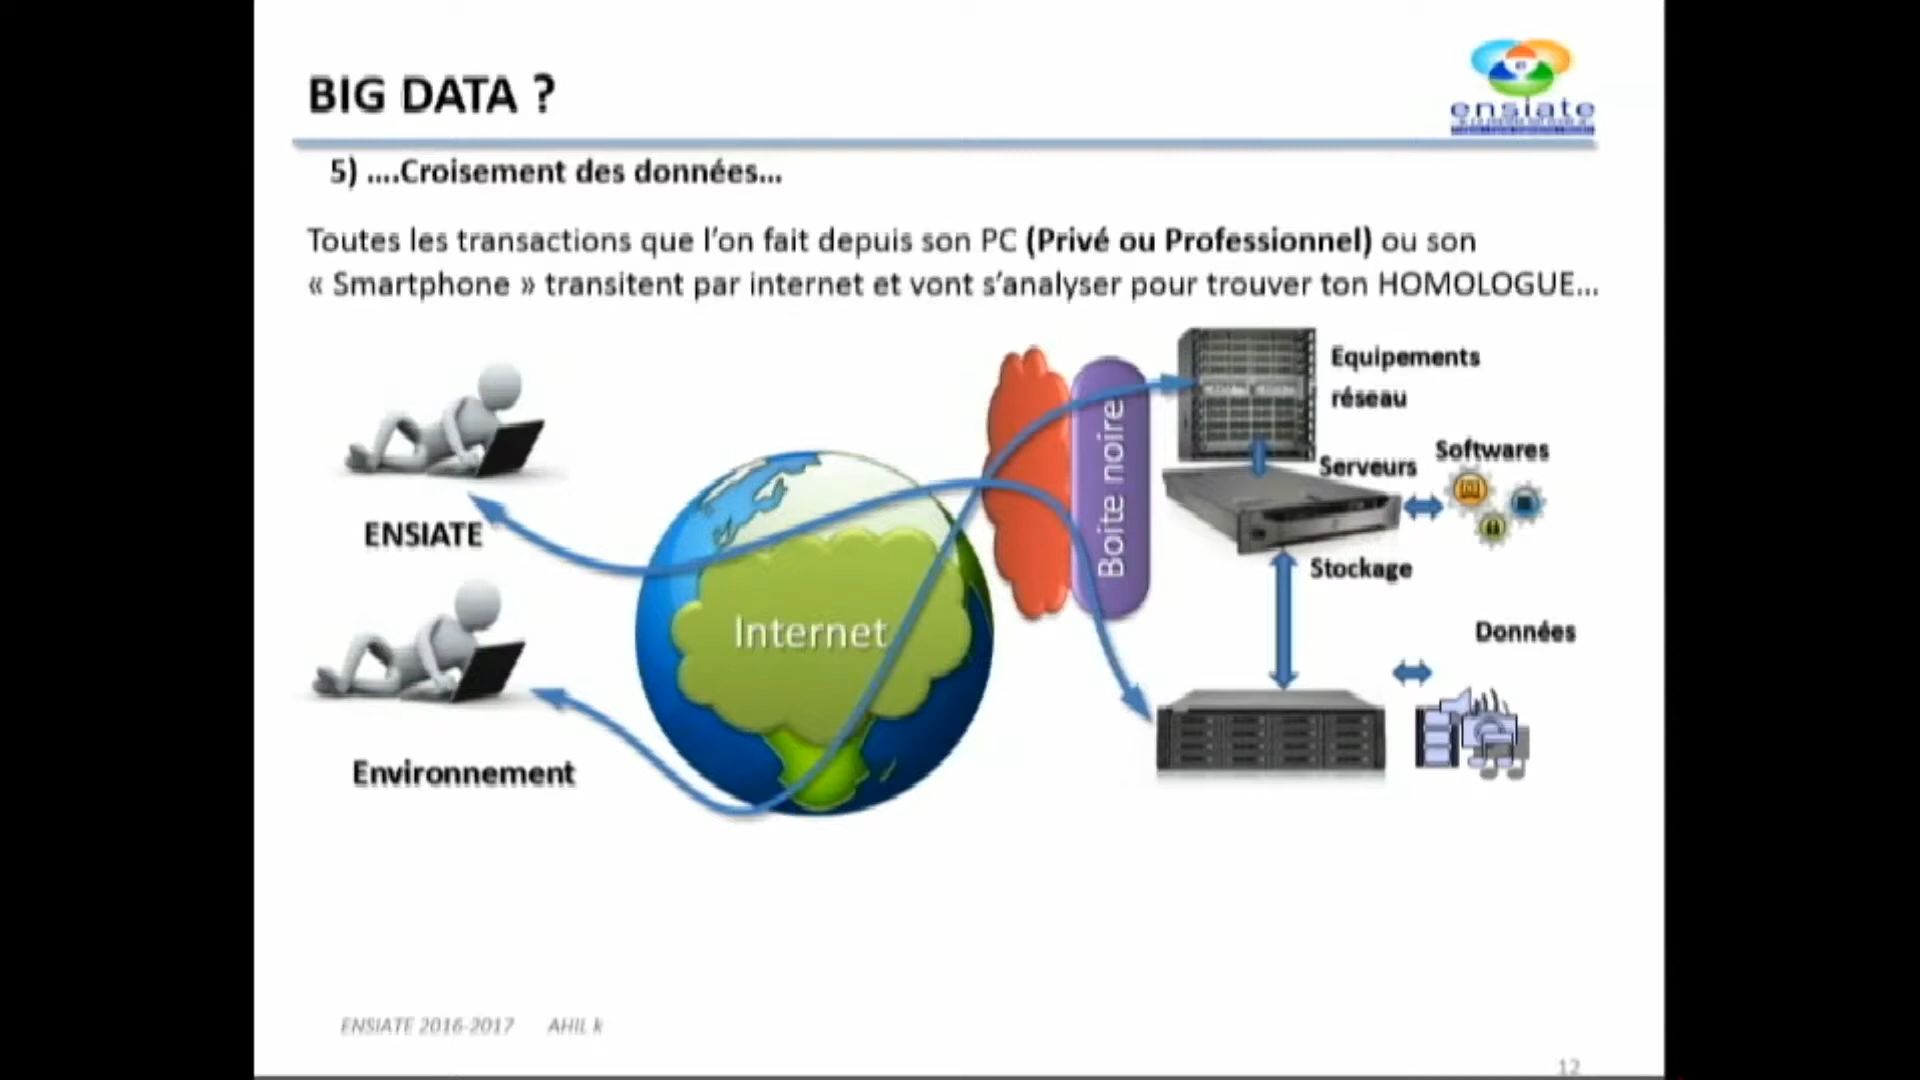 BIG DATA ?
ensiate
5) ....Croisement des données...
Toutes les transactions que l'on fait depuis son PC (Privé ou Professionnel) ou son
« Smartphone » transitent par internet et vont s'analyser pour trouver ton HOMOLOGUE...
Equipements
réseau
Softwares
Serveurs
Boite noire
ENSIATE
Stockage
Internet
Données
Environnement
ENSIATE 2016-2017 AHIL k
12